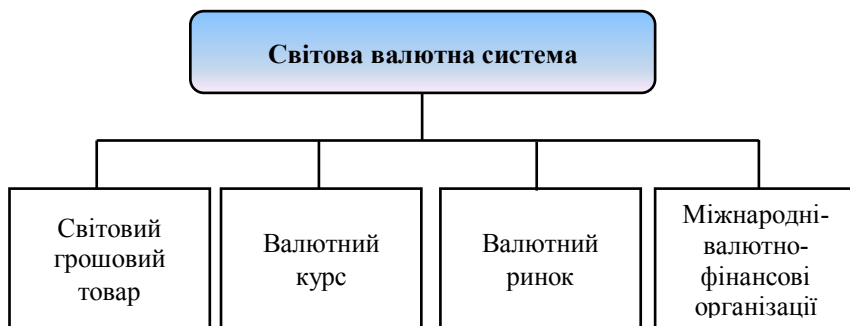 Світова валютна система
Світовий
грошовий
товар
Валютний
курс
Валютний
ринок
Міжнародні-
валютно-
фінансові
організації